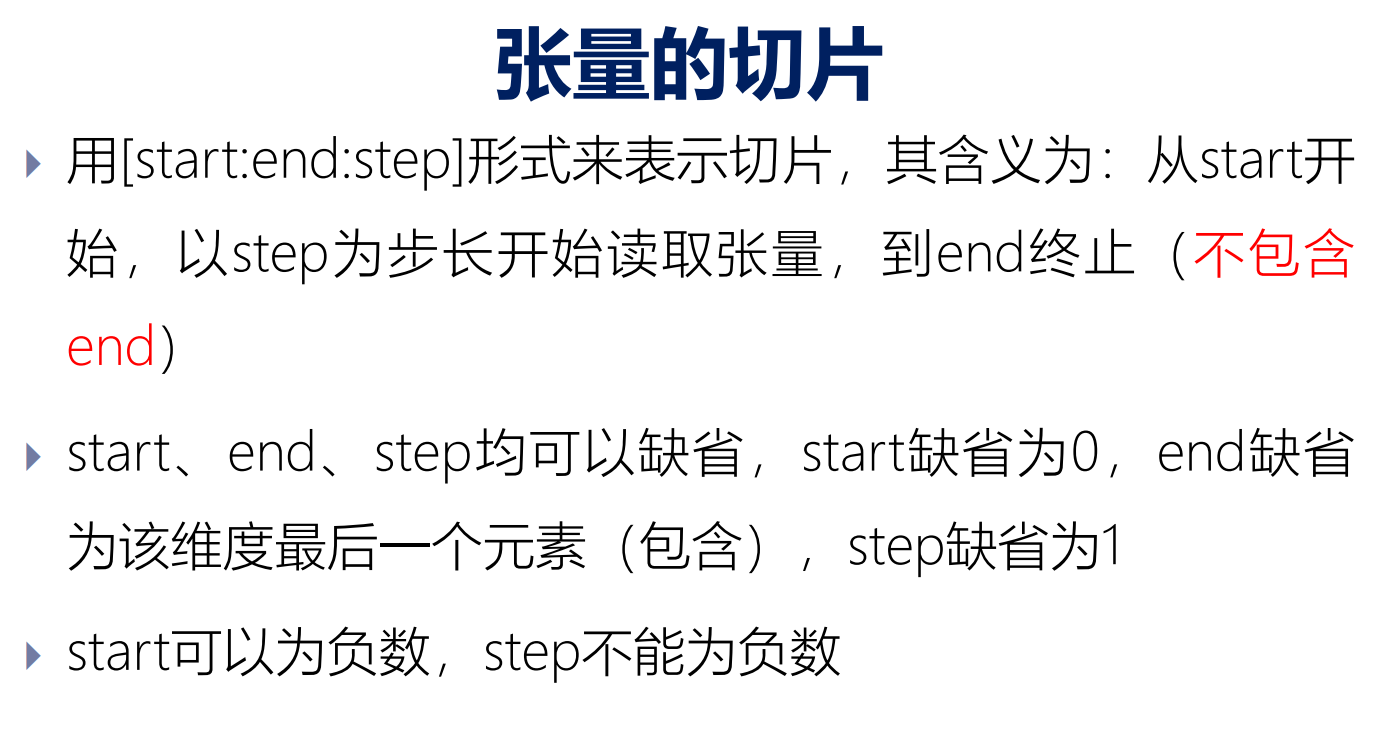 张量的切片
用[start:end:step]形式来表示切片，其含义为：从start开
始，以step为步长开始读取张量，到end终止（不包含
end）
start、end、step均可以缺省，start缺省为0，end缺省
为该维度最后一个元素（包含），step缺省为1
start可以为负数，step不能为负数